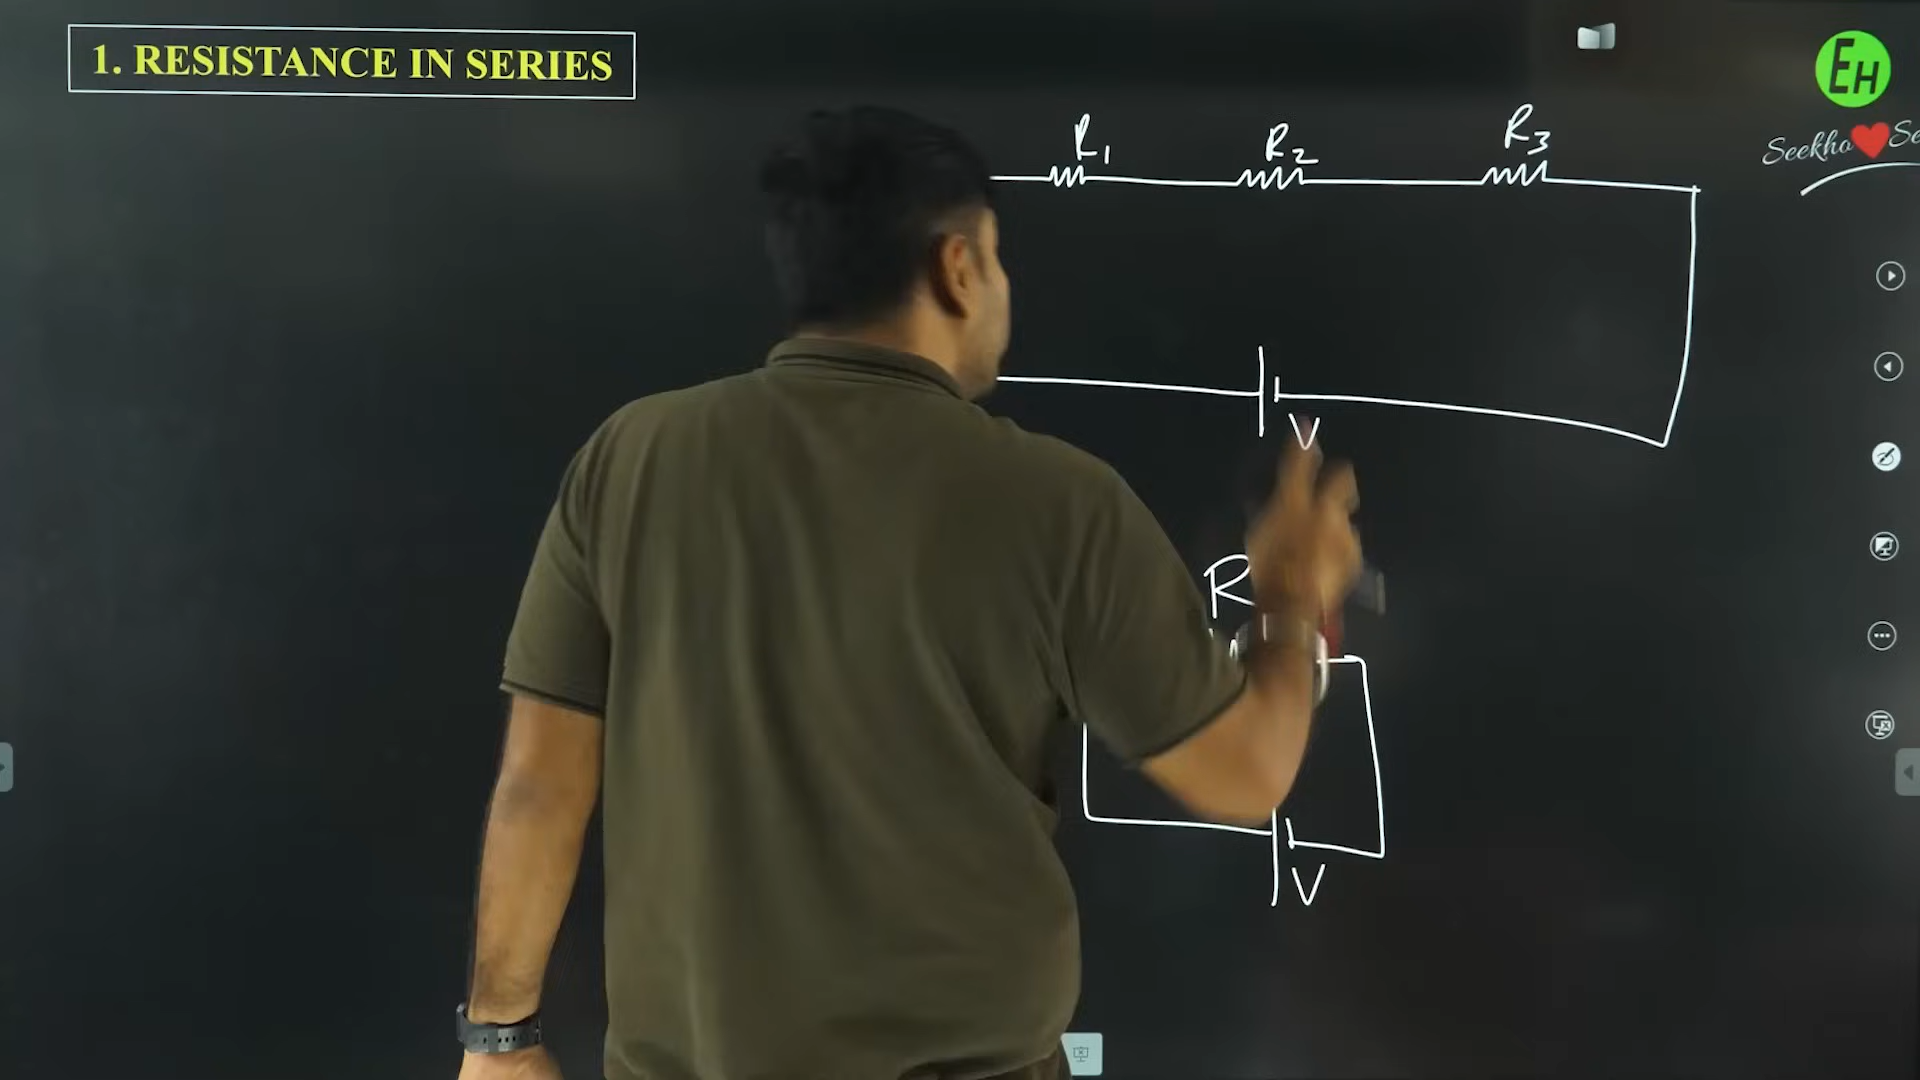 1. RESISTANCE IN SERIES
EH
Seekho
R1 R2 R3
V
R
V